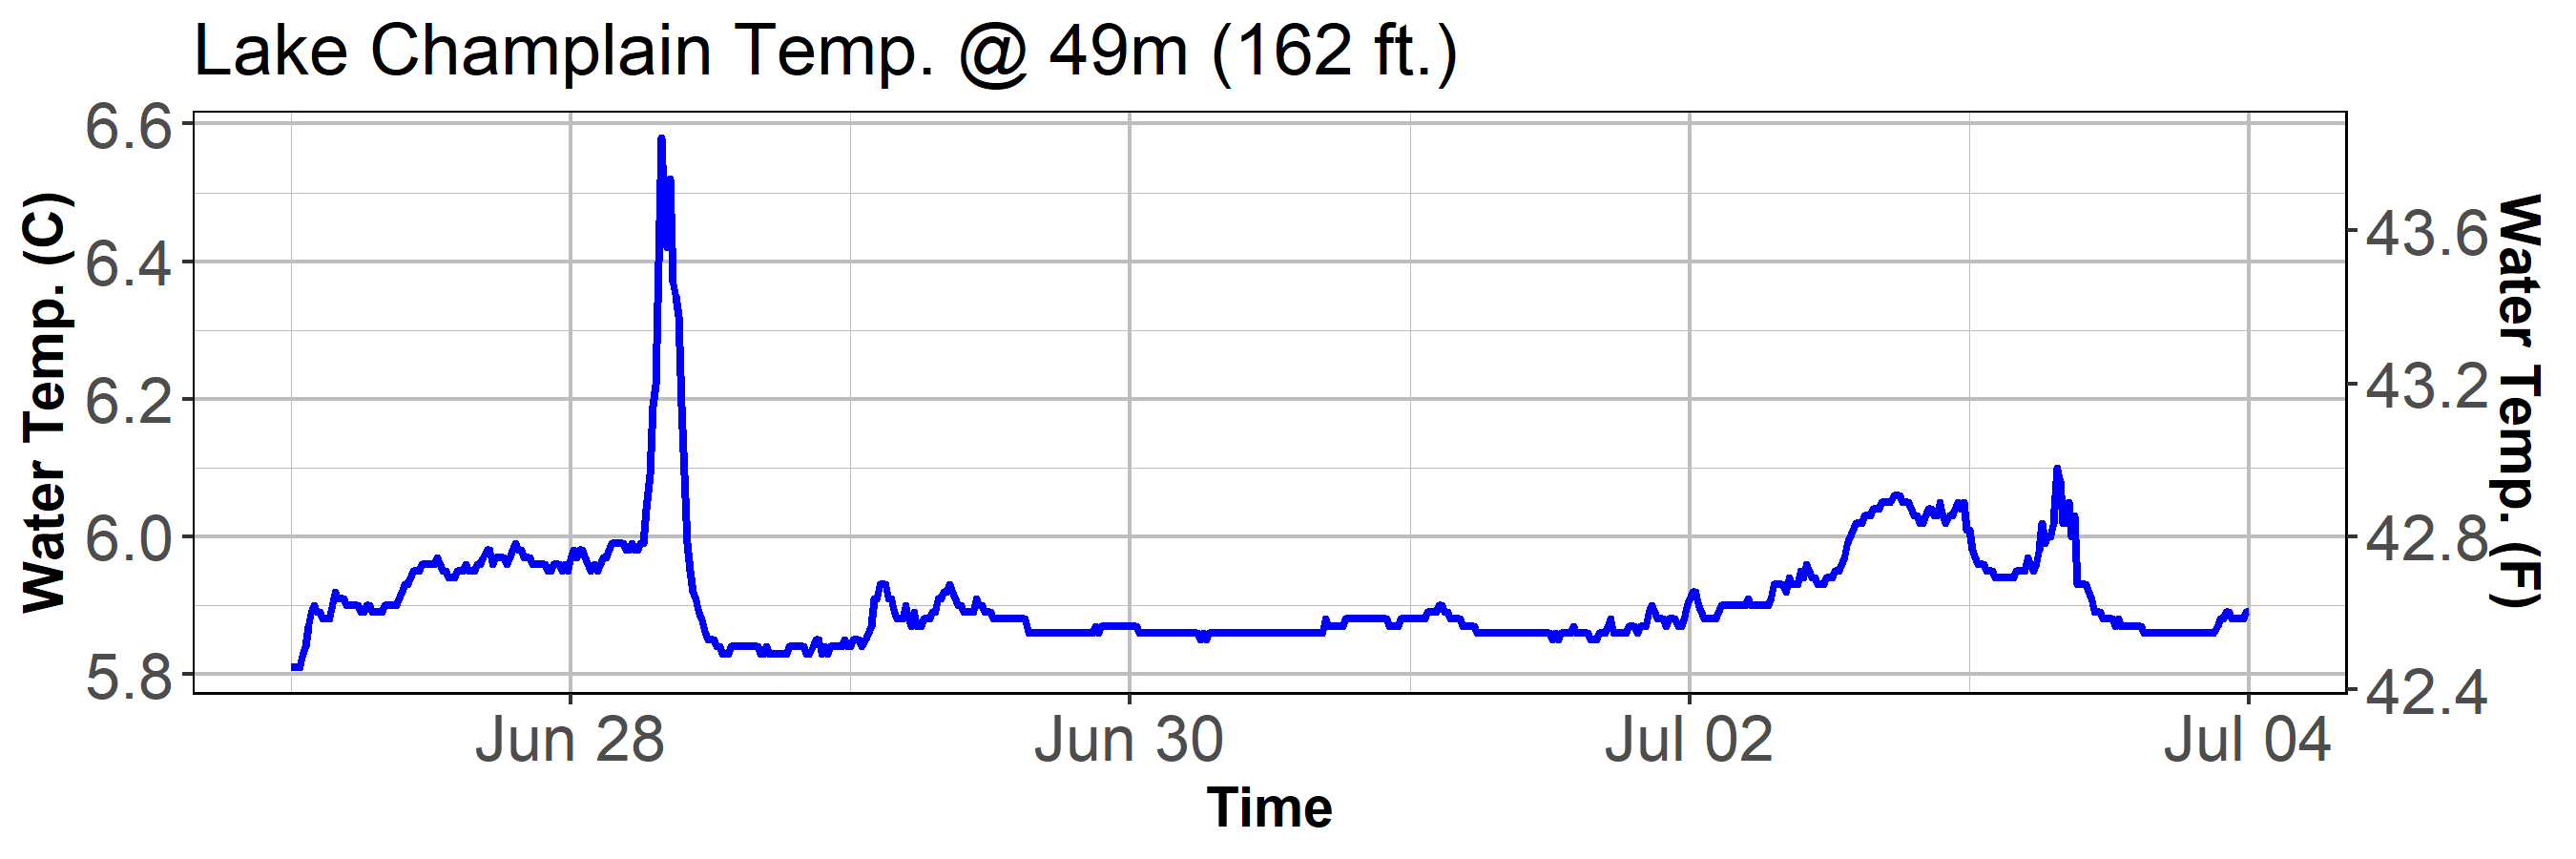 Lake Champlain Temp. @ 49m (162 ft.)
Water Temp. (C)
6.6
6.4
6.2
6.0
5.8
43.6
43.2
42.8
42.4
Water Temp. (F)
Jun 28 Jun 30 Jul 02 Jul 04
Time